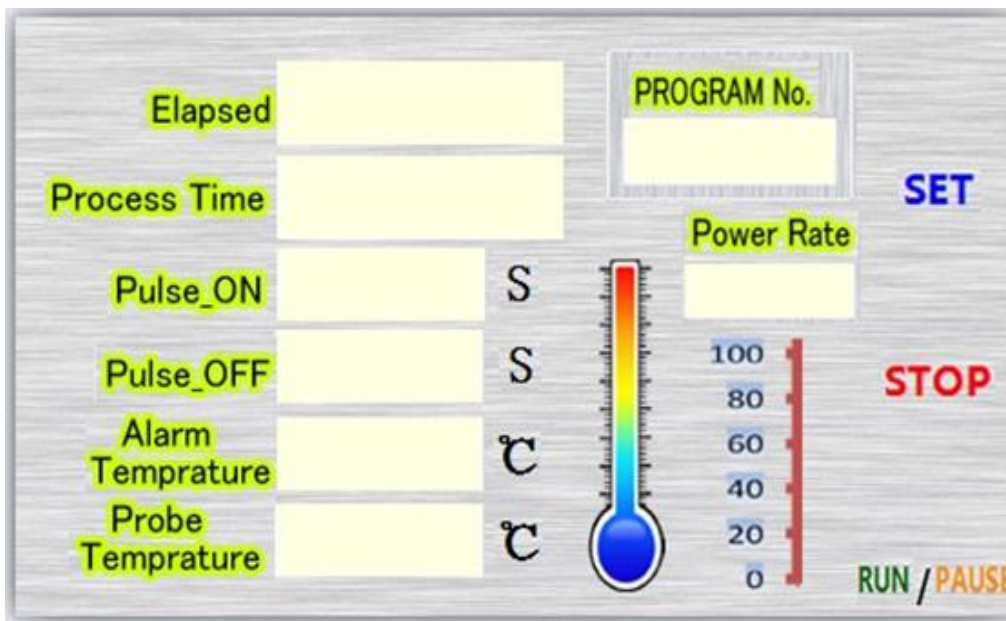 Elapsed
PROGRAM No.
Process Time
SET
Power Rate
Pulse_ON
S
Pulse_OFF
S
Alarm
Temprature
℃
Probe
Temprature
℃
100
80
60
40
20
0
STOP
RUN / PAUSE